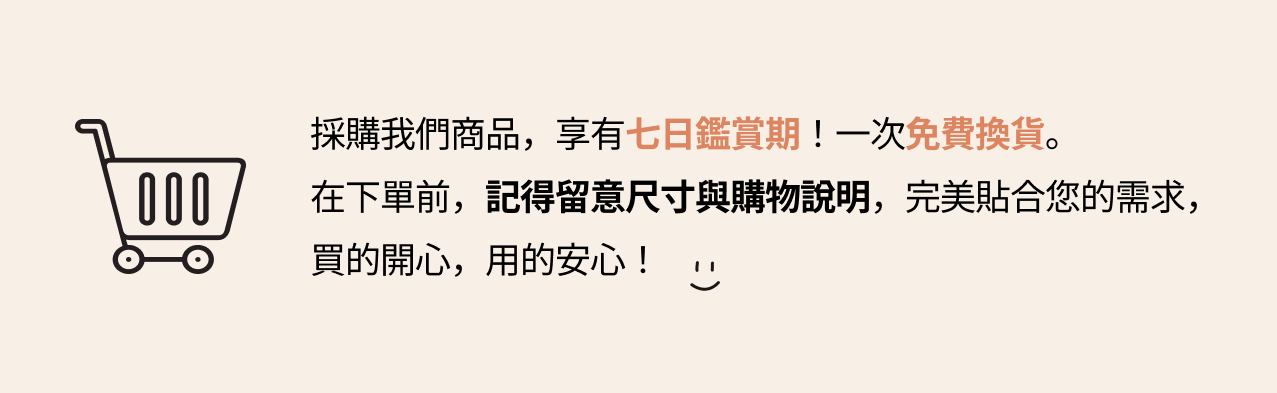 採購我們商品，享有七日鑑賞期！一次免費換貨。
在下單前，記得留意尺寸與購物說明，完美貼合您的需求，
買的開心，用的安心！